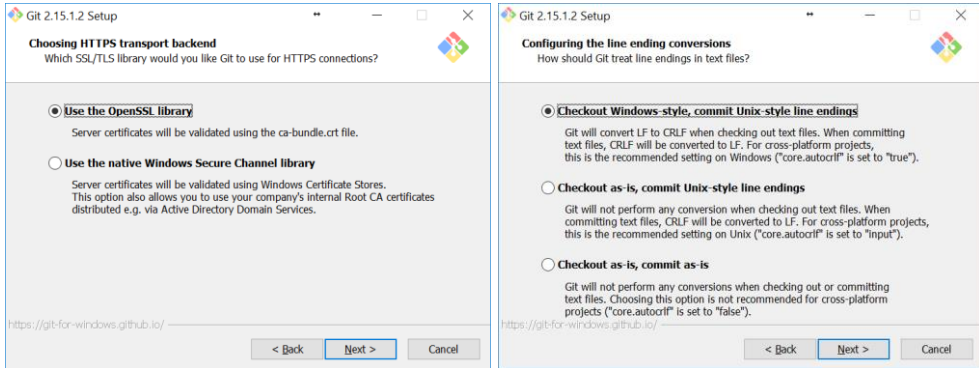 Git 2.15.1.2 Setup
Choosing HTTPS transport backend
Which SSL/TLS library would you like Git to use for HTTPS connections?
Use the OpenSSL library
Server certificates will be validated using the ca-bundle.crt file.
Use the native Windows Secure Channel library
Server certificates will be validated using Windows Certificate Stores.
This option also allows you to use your company's internal Root CA certificates
distributed e.g. via Active Directory Domain Services.
https://git-for-windows.github.io/
< Back
Next >
Cancel
Git 2.15.1.2 Setup
Configuring the line ending conversions
How should Git treat line endings in text files?
Checkout Windows-style, commit Unix-style line endings
Git will convert LF to CRLF when checking out text files. When committing
text files, CRLF will be converted to LF. For cross-platform projects,
this is the recommended setting on Windows ("core.autocrlf" is set to "true").
Checkout as-is, commit Unix-style line endings
Git will not perform any conversion when checking out text files. When
committing text files, CRLF will be converted to LF. For cross-platform projects,
this is the recommended setting on Unix ("core.autocrlf" is set to "input").
Checkout as-is, commit as-is
Git will not perform any conversions when checking out or committing
text files. Choosing this option is not recommended for cross-platform
projects ("core.autocrlf" is set to "false").
https://git-for-windows.github.io/
< Back
Next >
Cancel